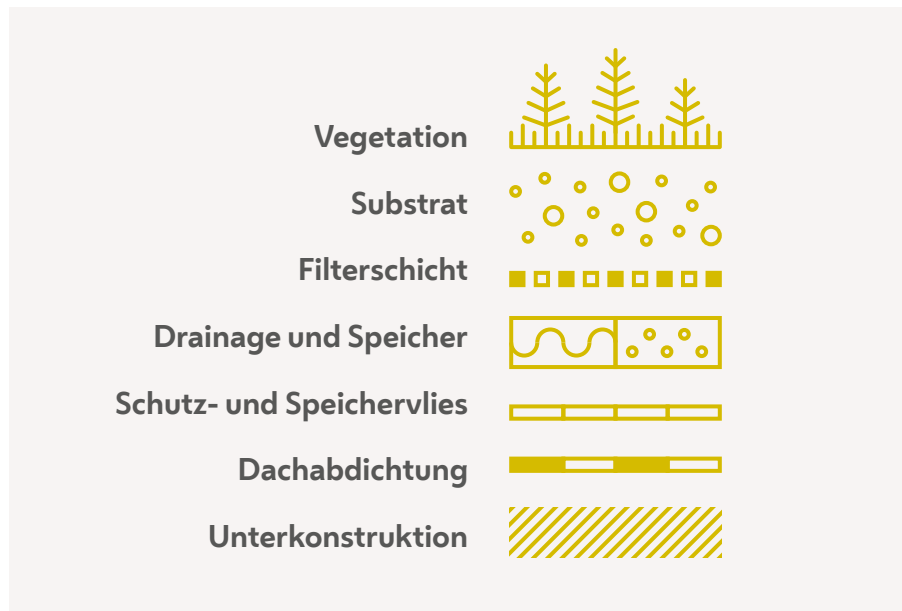 Vegetation
Substrat
Filterschicht
Drainage und Speicher
Schutz- und Speichervlies
Dachabdichtung
Unterkonstruktion